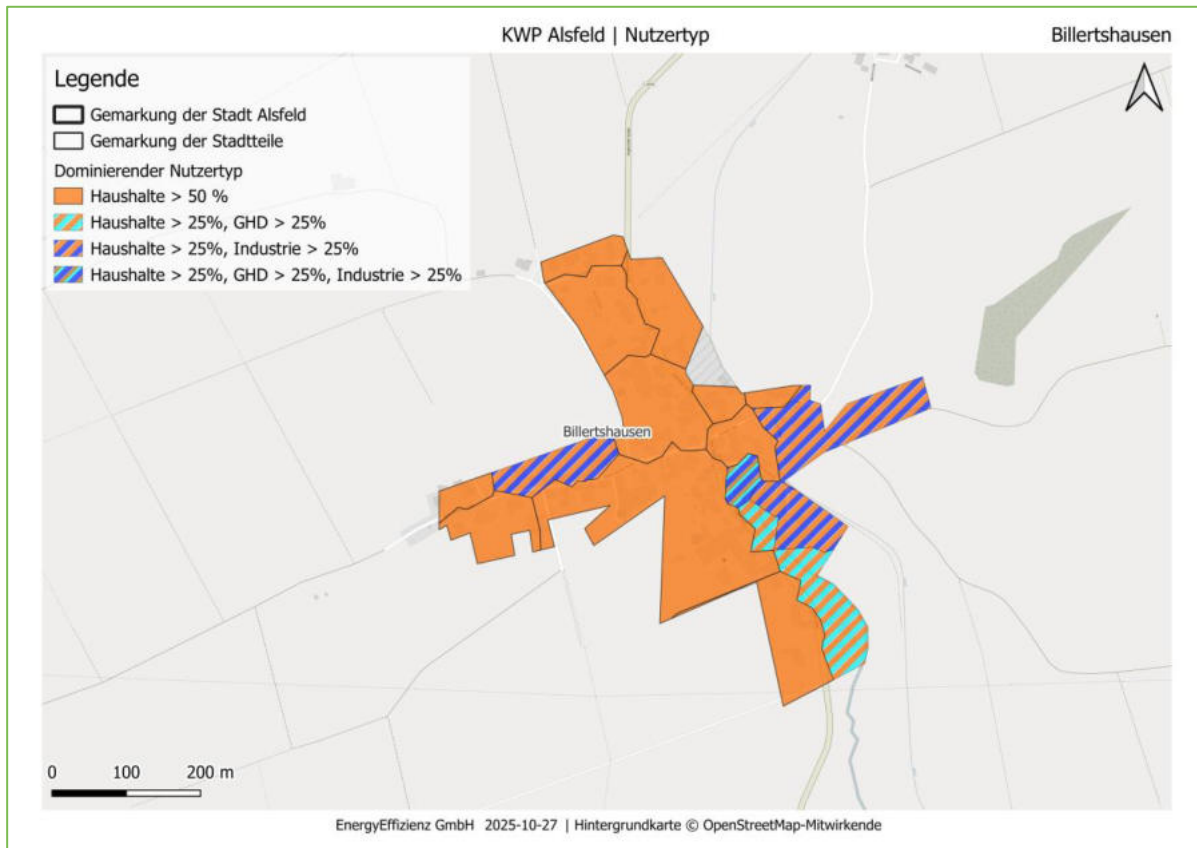 KWP Alsfeld | Nutzertyp
Billertshausen
Legende
Gemarkung der Stadt Alsfeld
Gemarkung der Stadtteile
Dominierender Nutzertyp
Haushalte > 50 %
Haushalte > 25%, GHD > 25%
Haushalte > 25%, Industrie > 25%
Haushalte > 25%, GHD > 25%, Industrie > 25%
Billertshausen
0 100 200 m
EnergyEffizienz GmbH 2025-10-27 | Hintergrundkarte © OpenStreetMap-Mitwirkende